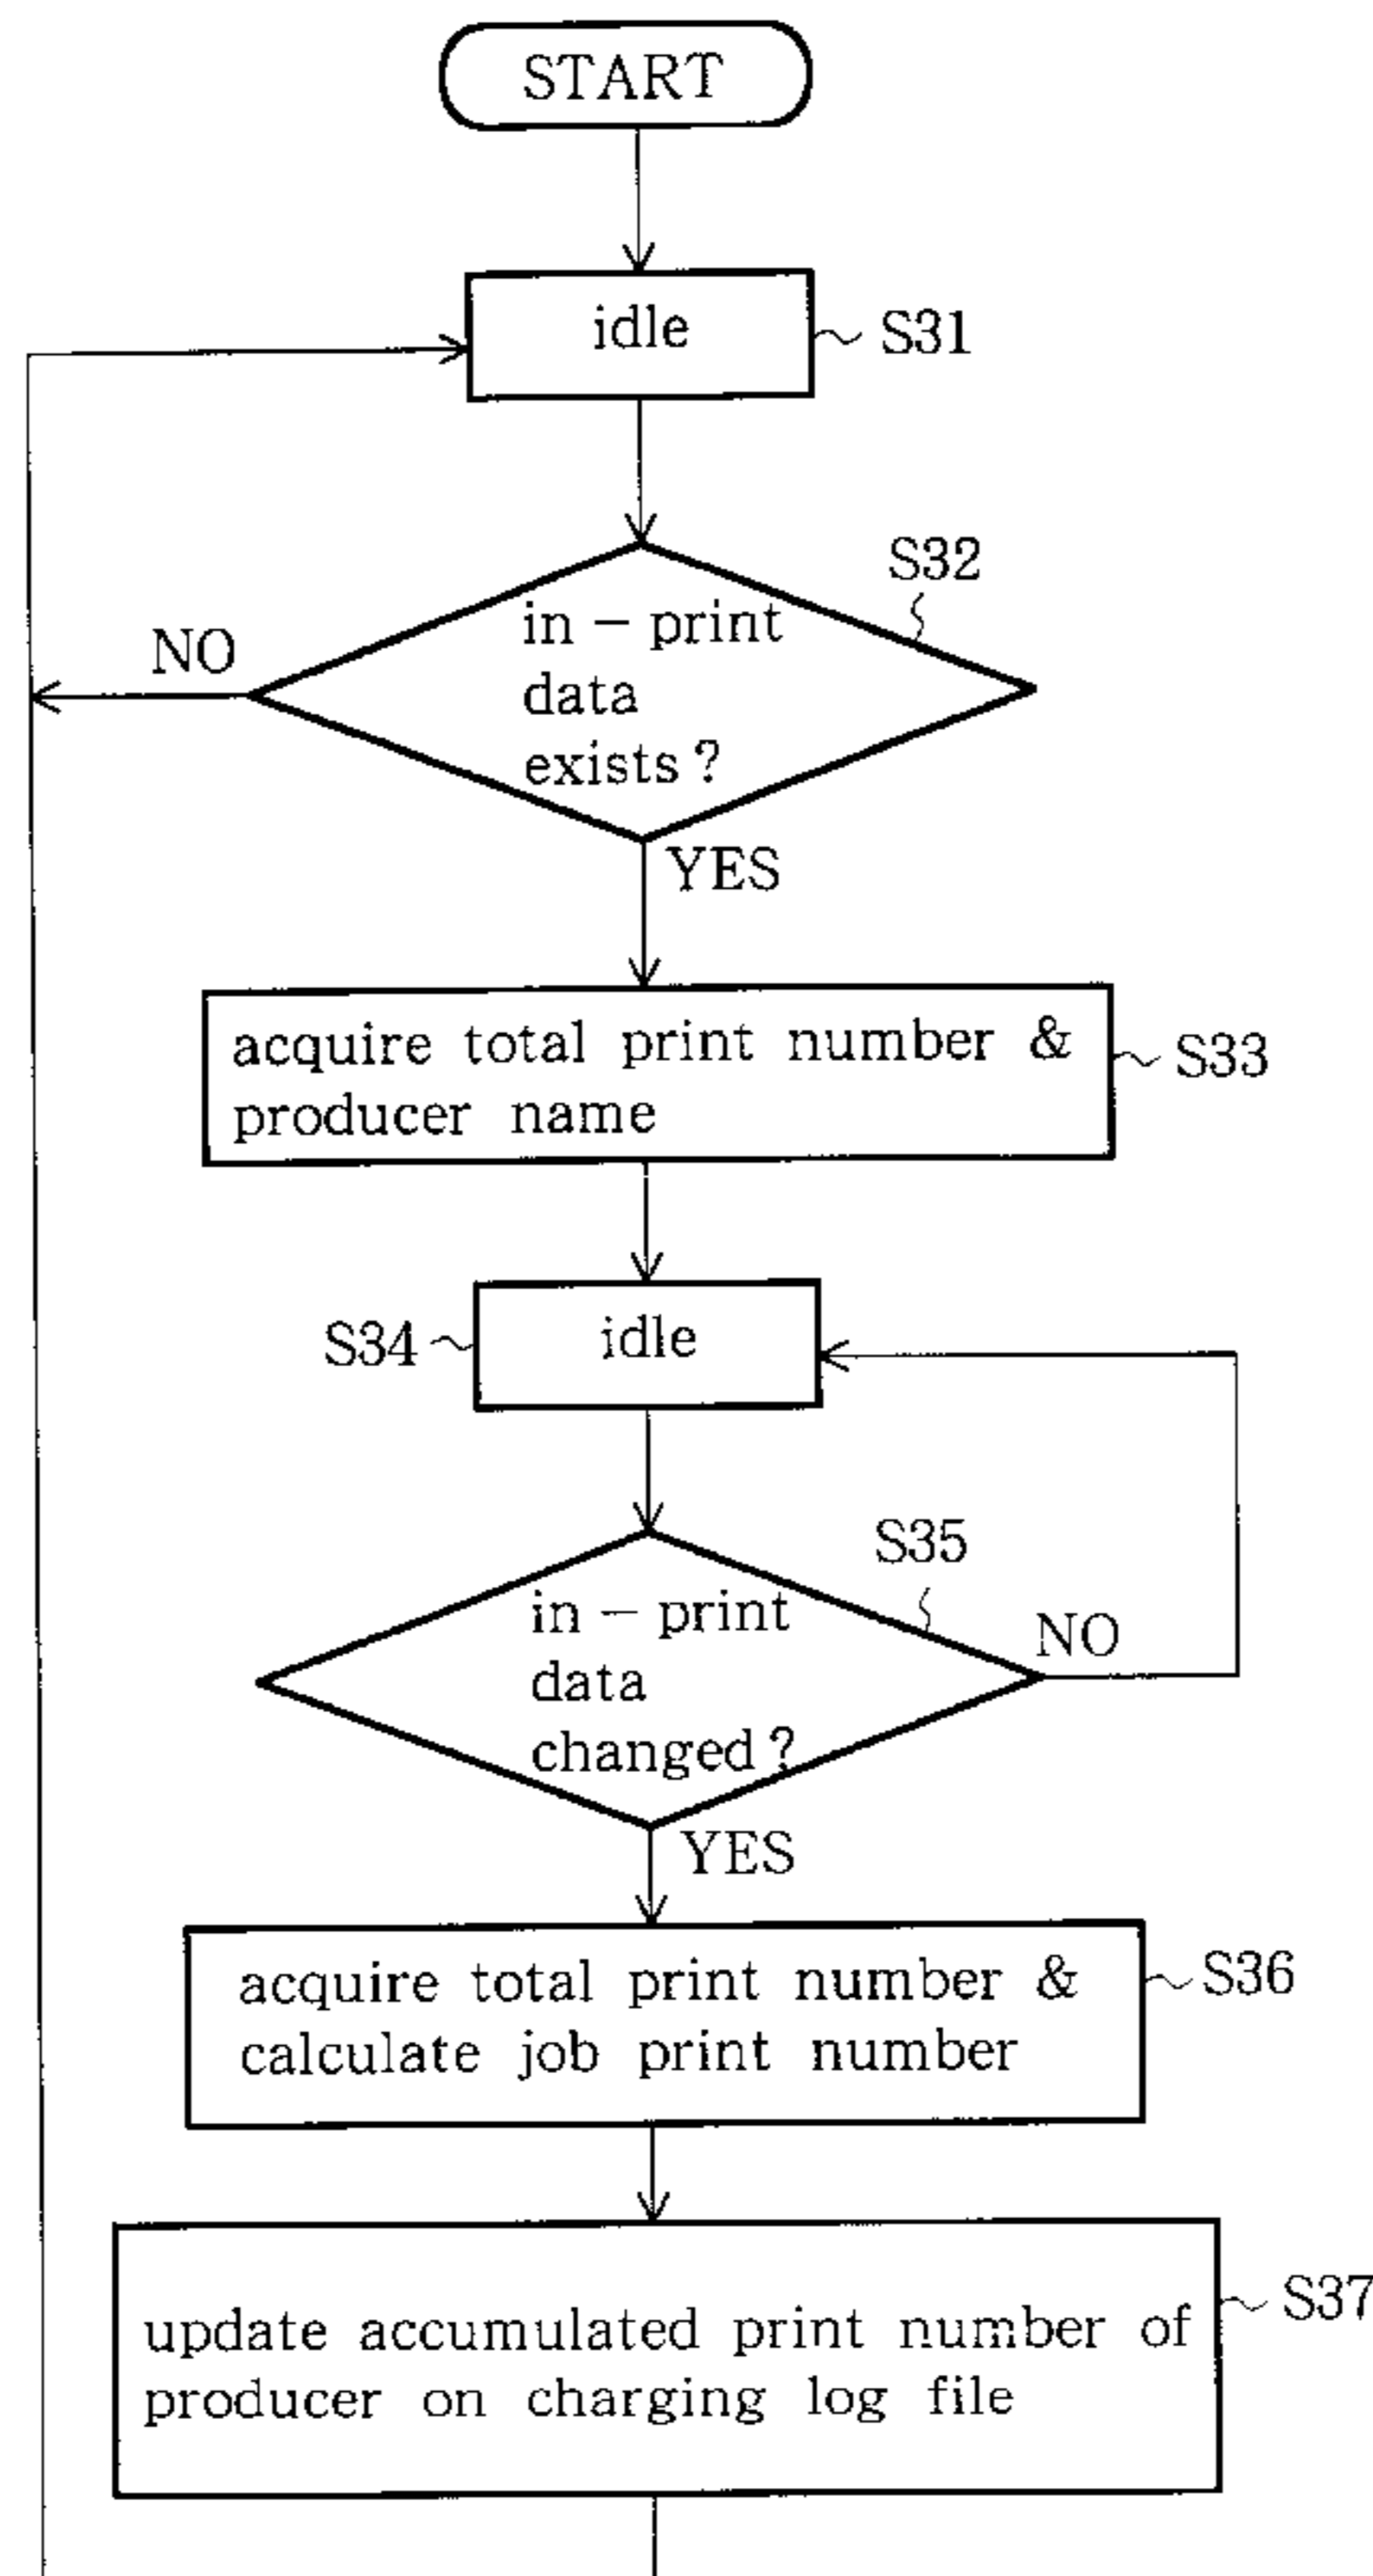 START
idle
S31
S32
in – print
data
exists ?
NO
YES
acquire total print number &
producer name
S33
S34
idle
S35
in – print
data
changed ?
NO
YES
acquire total print number &
calculate job print number
S36
update accumulated print number of
producer on charging log file
S37